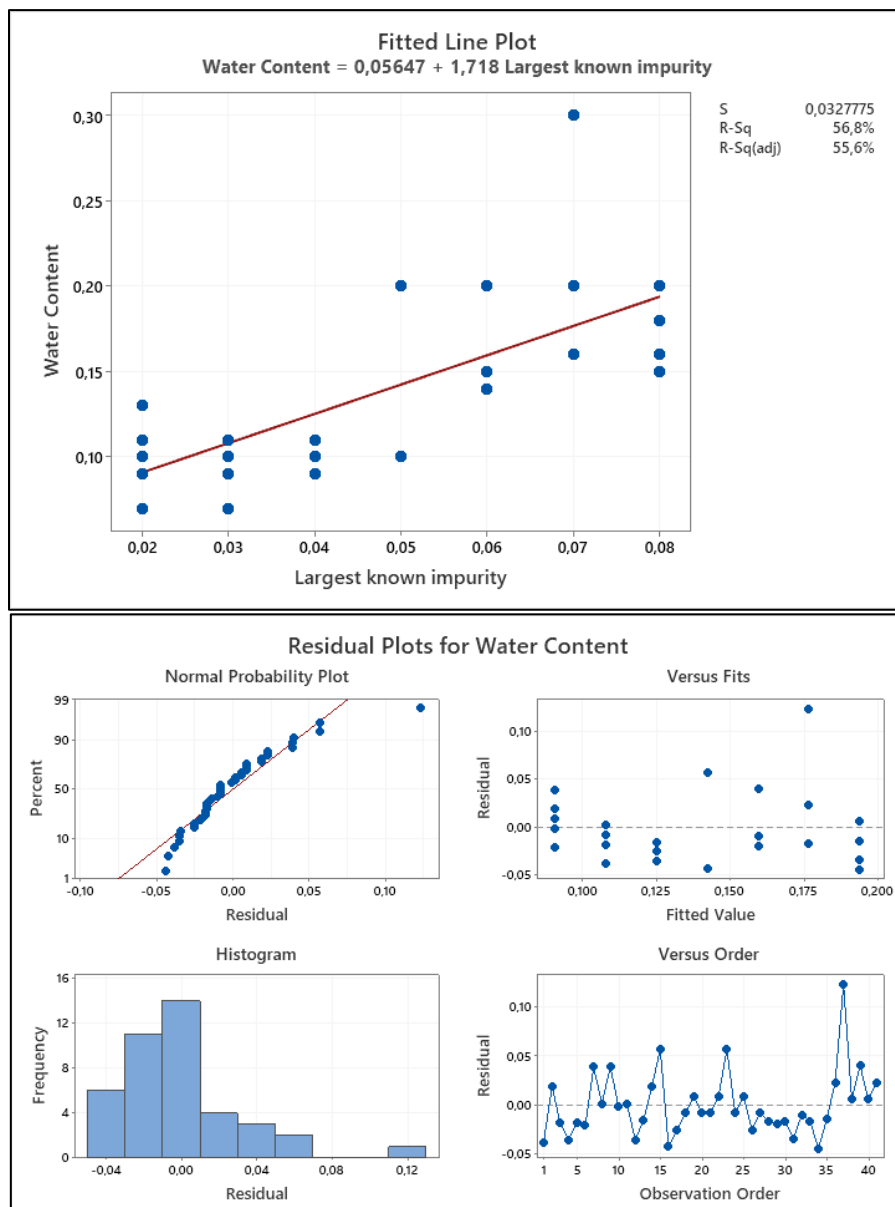 Fitted Line Plot
Water Content = 0,05647 + 1,718 Largest known impurity
S 0,0327775
R-Sq 56,8%
R-Sq(adj) 55,6%
0,30
0,25
0,20
0,15
0,10
Water Content
0,02 0,03 0,04 0,05 0,06 0,07 0,08
Largest known impurity
Residual Plots for Water Content
Normal Probability Plot
99
90
50
10
1
Percent
-0,10 -0,05 0,00 0,05 0,10
Residual
Versus Fits
0,10
0,05
0,00
-0,05
Residual
0,100 0,125 0,150 0,175 0,200
Fitted Value
Histogram
16
12
8
4
0
Frequency
-0,04 0,00 0,04 0,08 0,12
Residual
Versus Order
0,10
0,05
0,00
-0,05
Residual
1 5 10 15 20 25 30 35 40
Observation Order